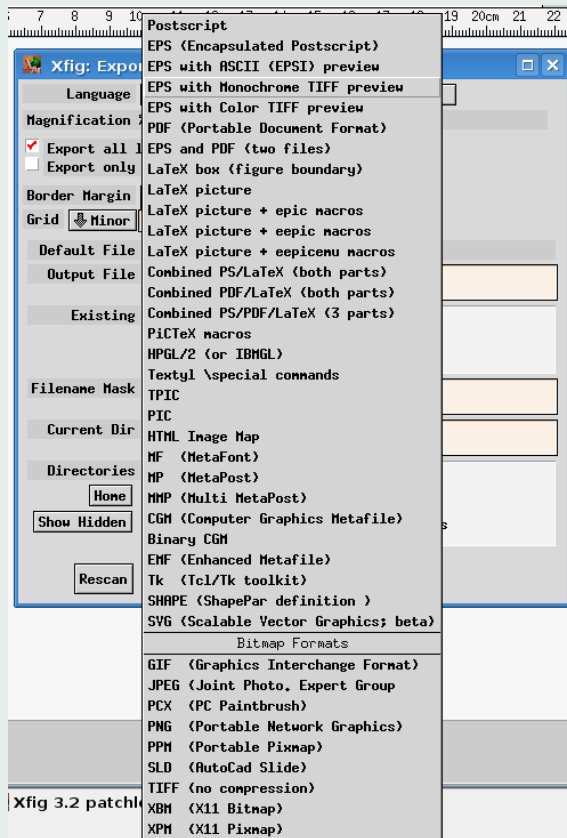 7 8 9 10 19 20cm 21 22
Xfig: Expo
Language
Magnification %
Export all l
Export only
Border Margin
Grid Minor
Default File
Output File
Existing
Filename Mask
Current Dir
Directories
Home
Show Hidden
Rescan
Xfig 3.2 patchl
Postscript
EPS (Encapsulated Postscript)
EPS with ASCII (EPSI) preview
EPS with Monochrome TIFF preview
EPS with Color TIFF preview
PDF (Portable Document Format)
EPS and PDF (two files)
LaTeX box (figure boundary)
LaTeX picture
LaTeX picture + epic macros
LaTeX picture + eepic macros
LaTeX picture + eepicemu macros
Combined PS/LaTeX (both parts)
Combined PDF/LaTeX (both parts)
Combined PS/PDF/LaTeX (3 parts)
PiCTeX macros
HPGL/2 (or IBMGL)
Textyl \special commands
TPIC
PIC
HTML Image Map
MF (MetaFont)
MP (MetaPost)
MMP (Multi MetaPost)
CGM (Computer Graphics Metafile)
Binary CGM
EMF (Enhanced Metafile)
Tk (Tcl/Tk toolkit)
SHAPE (ShapePar definition )
SVG (Scalable Vector Graphics; beta)
Bitmap Formats
GIF (Graphics Interchange Format)
JPEG (Joint Photo. Expert Group
PCX (PC Paintbrush)
PNG (Portable Network Graphics)
PPM (Portable Pixmap)
SLD (AutoCad Slide)
TIFF (no compression)
XBM (X11 Bitmap)
XPM (X11 Pixmap)